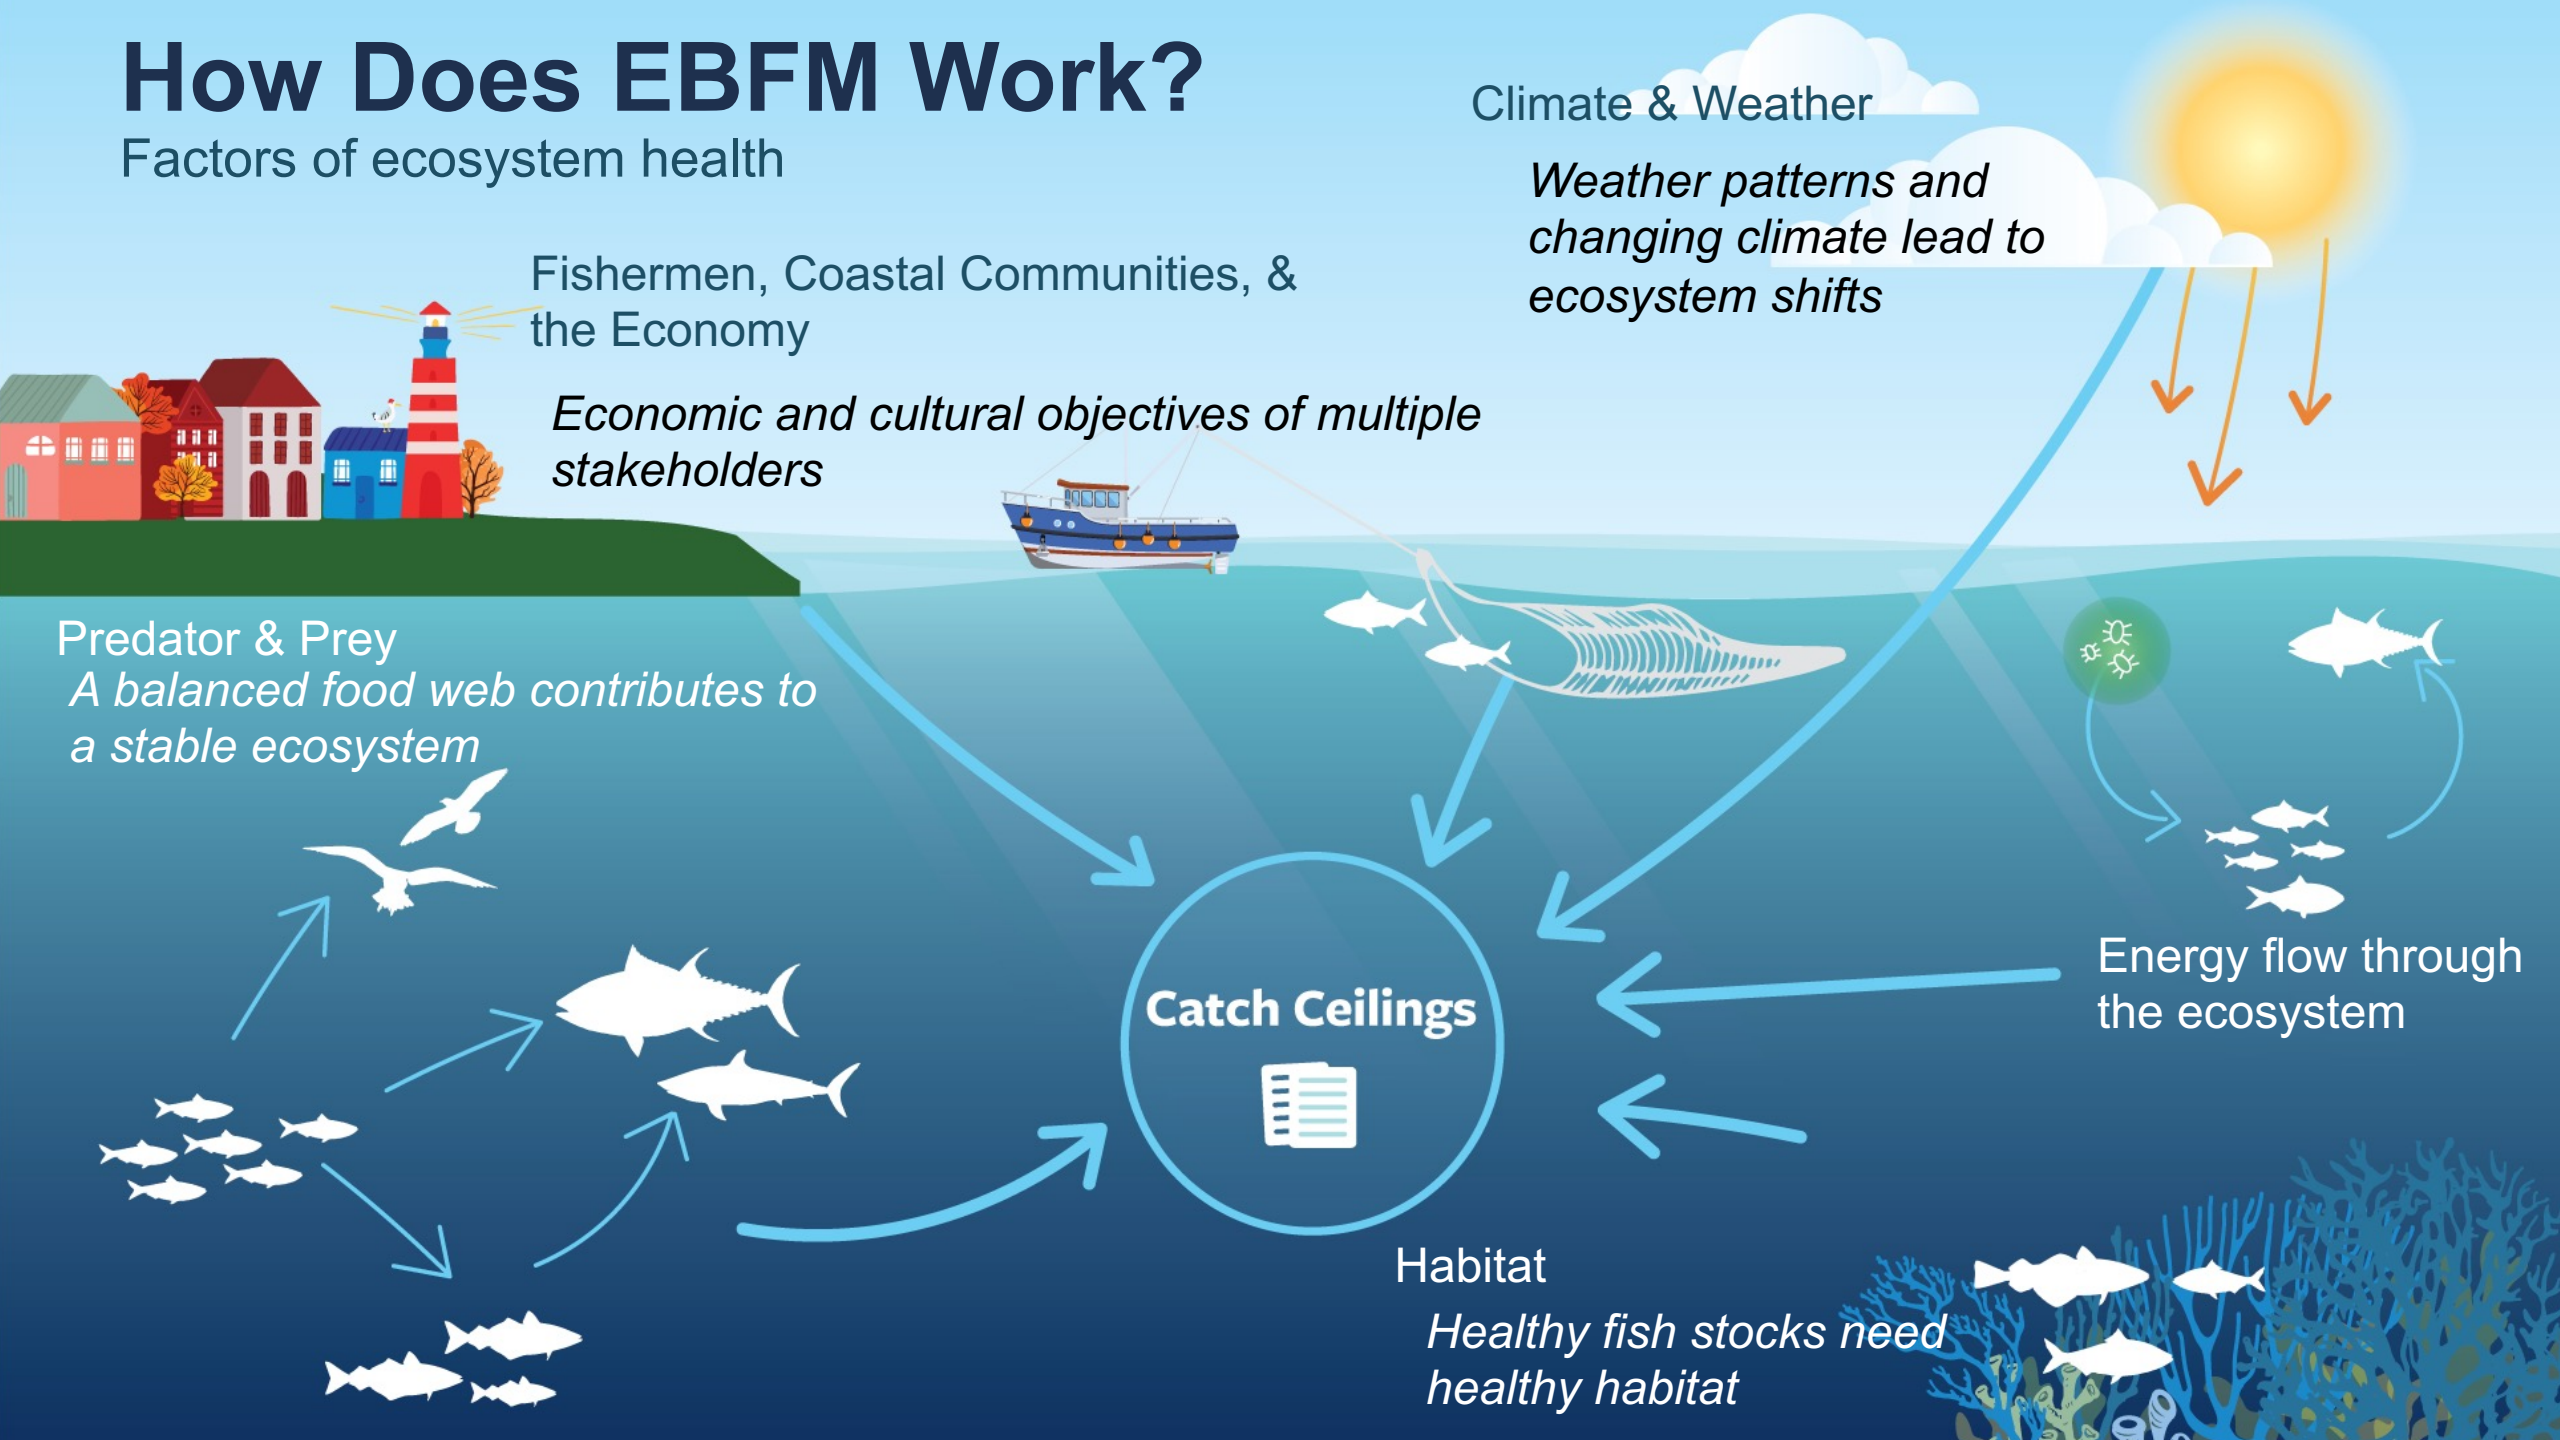 How Does EBFM Work?
Factors of ecosystem health
Climate & Weather
Weather patterns and
changing climate lead to
ecosystem shifts
Fishermen, Coastal Communities, &
the Economy
Economic and cultural objectives of multiple
stakeholders
Predator & Prey
A balanced food web contributes to
a stable ecosystem
Catch Ceilings
Energy flow through
the ecosystem
Habitat
Healthy fish stocks need
healthy habitat